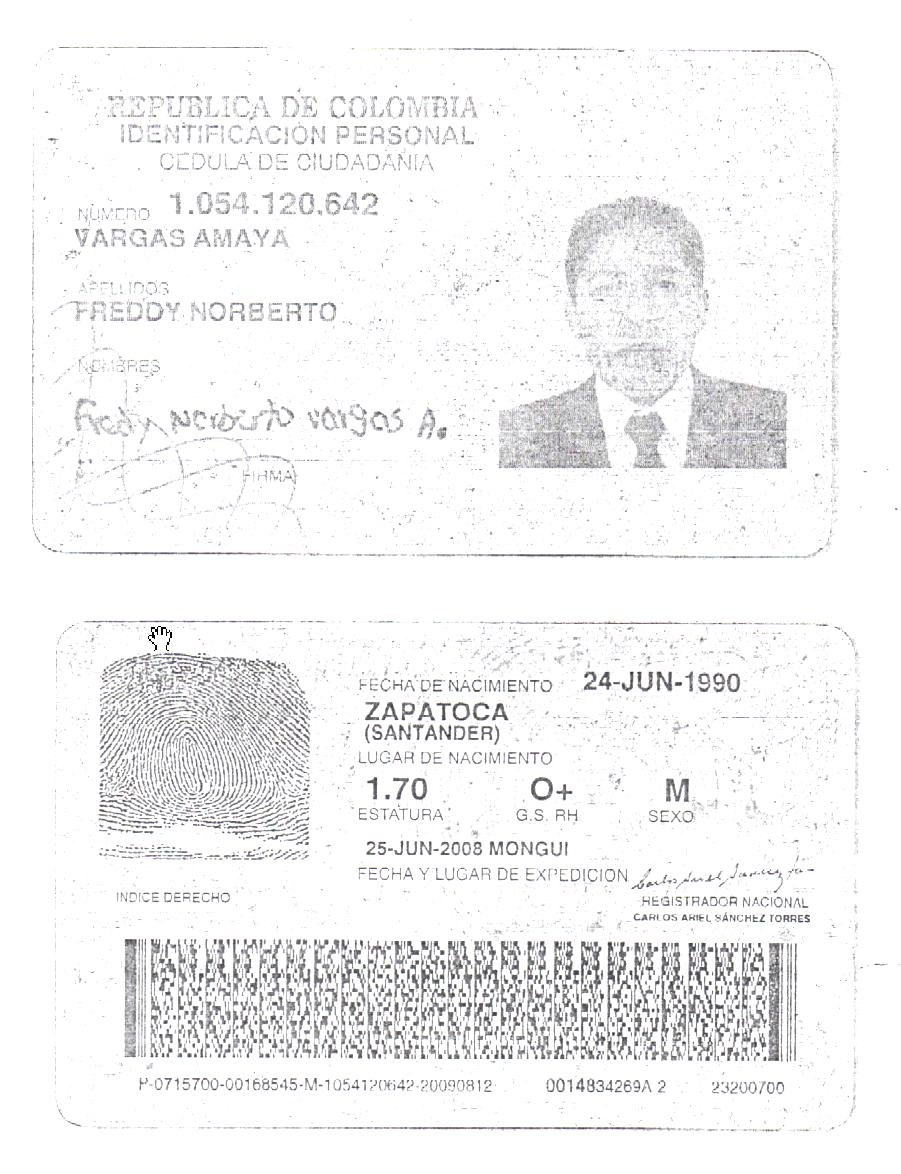 REPUBLICA DE COLOMBIA
IDENTIFICACION PERSONAL
CEDULA DE CIUDADANIA
NUMERO 1.054.120.642
VARGAS AMAYA
APELLIDOS
FREDDY NORBERTO
NOMBRES
Fredy Norberto vargas A.
FIRMA
FECHA DE NACIMIENTO 24-JUN-1990
ZAPATOCA
(SANTANDER)
LUGAR DE NACIMIENTO
1.70 O+ M
ESTATURA G.S. RH SEXO
25-JUN-2008 MONGUI
FECHA Y LUGAR DE EXPEDICION
INDICE DERECHO
REGISTRADOR NACIONAL
CARLOS ARIEL SÁNCHEZ TORRES
P-0715700-00168545-M-1054120642-20090812 0014834269A 2 23200700